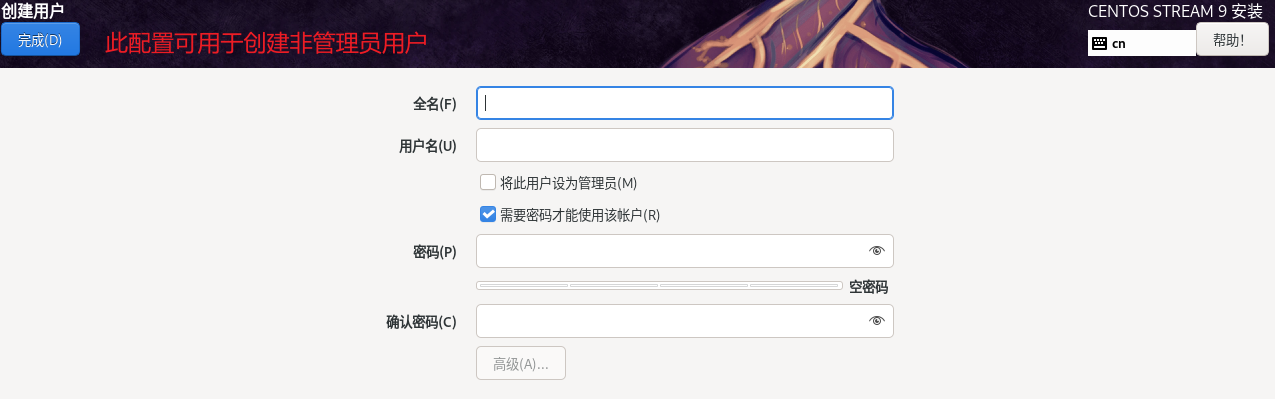 创建用户
CENTOS STREAM 9 安装
完成(D)
此配置可用于创建非管理员用户
cn
帮助！
全名(F)
用户名(U)
将此用户设为管理员(M)
需要密码才能使用该帐户(R)
密码(P)
空密码
确认密码(C)
高级(A)...